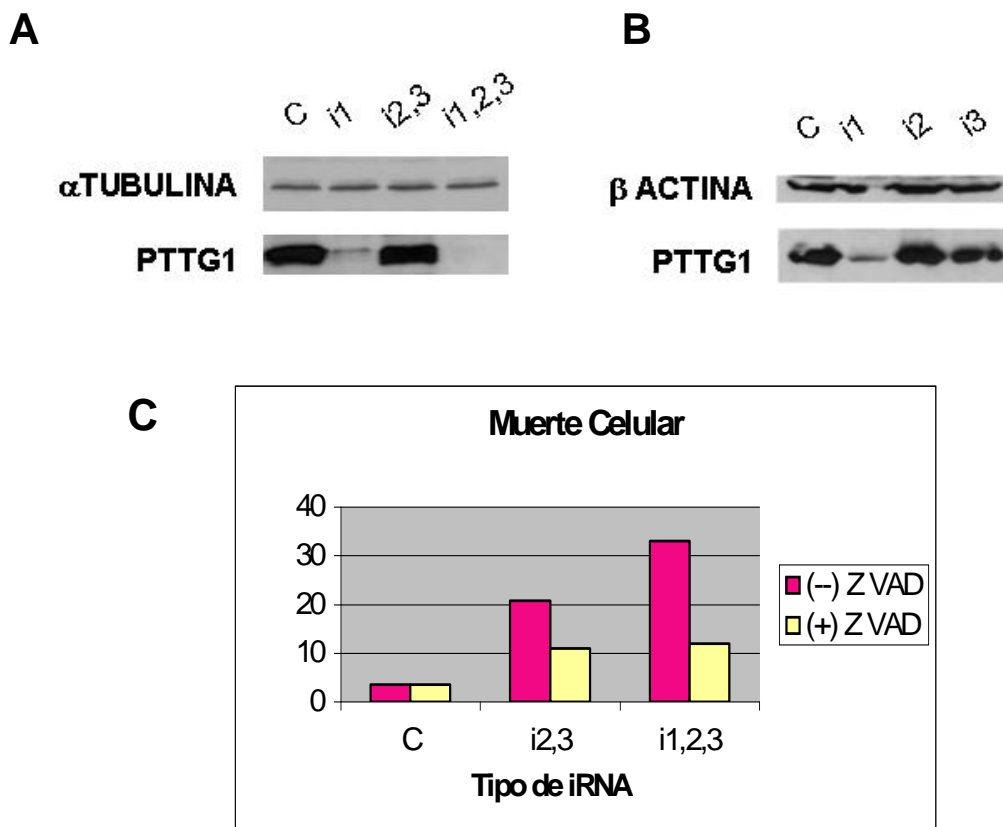 A
C i1 i2,3 i1,2,3
αTUBULINA
PTTG1
B
C i1 i2 i3
β ACTINA
PTTG1
C
Muerte Celular
40
30
20
10
0
C i2,3 i1,2,3
Tipo de iRNA
(--) Z VAD
(+) Z VAD